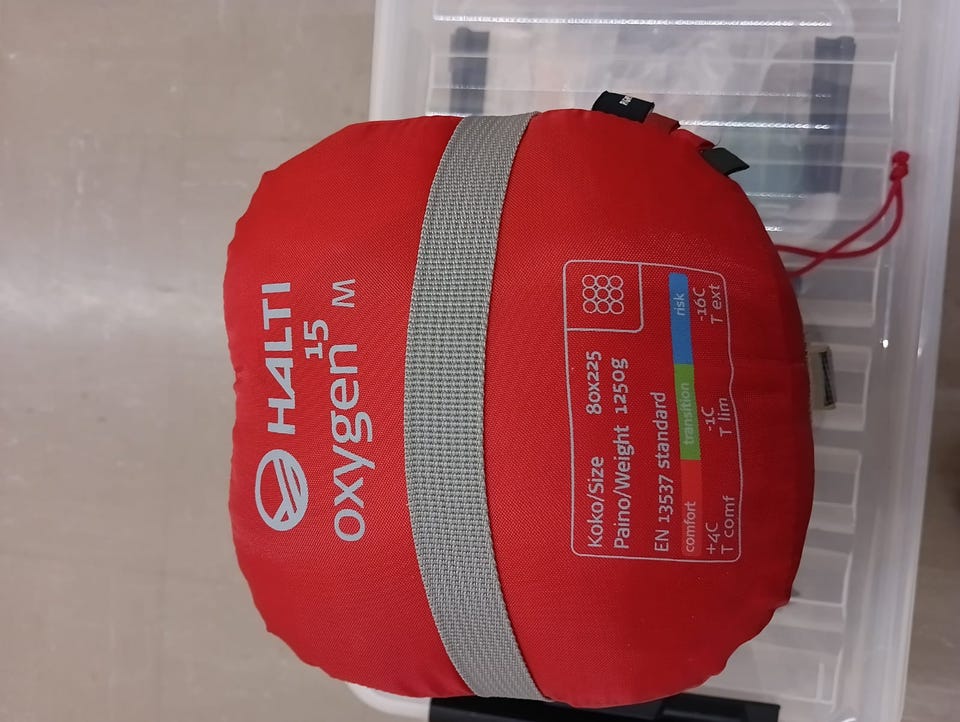 HALTI
oxygen 15
M
Koko/Size 80x225
Paino/Weight 1250g
EN 13537 standard
comfort transition risk
+4C -1C -16C
T comf T lim T ext